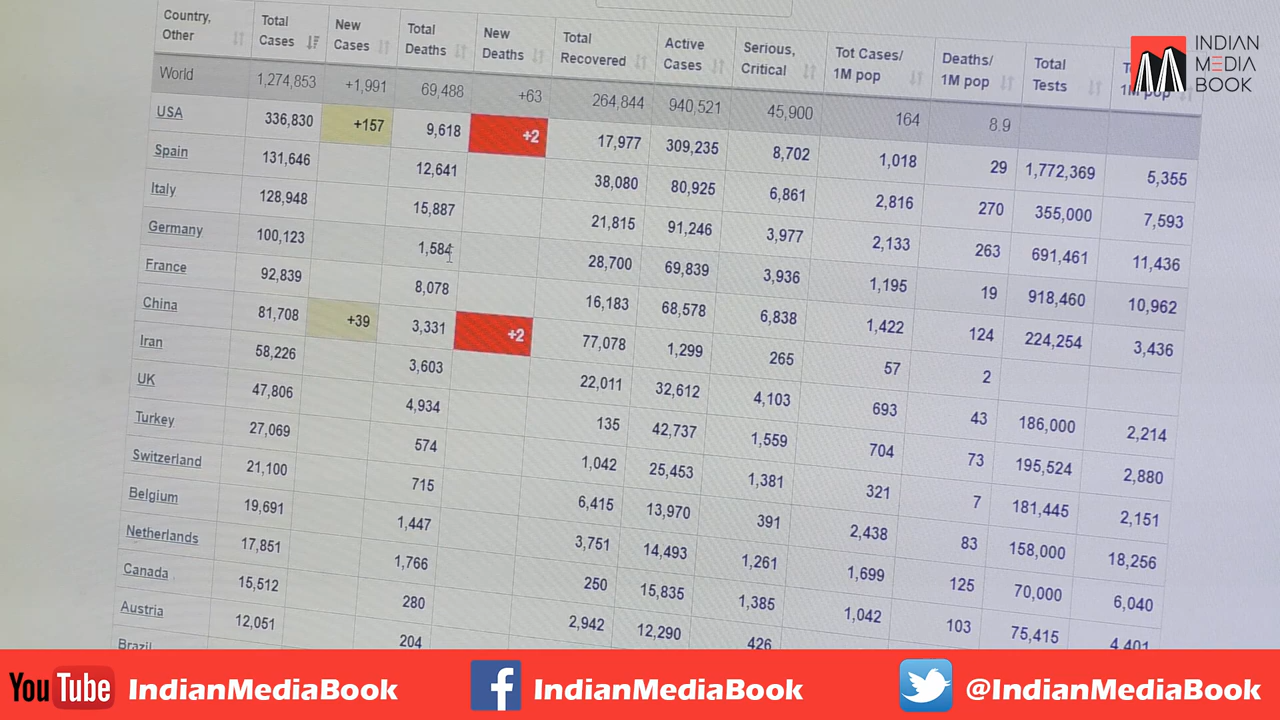 Country, Other Total Cases New Cases Total Deaths New Deaths Total Recovered Active Cases Serious, Critical Tot Cases/ 1M pop Deaths/ 1M pop Total Tests
World 1,274,853 +1,991 69,488 +63 264,844 940,521 45,900 164 8.9
USA 336,830 +157 9,618 +2 17,977 309,235 8,702 1,018 29 1,772,369 5,355
Spain 131,646 12,641 38,080 80,925 6,861 2,816 270 355,000 7,593
Italy 128,948 15,887 21,815 91,246 3,977 2,133 263 691,461 11,436
Germany 100,123 1,584 28,700 69,839 3,936 1,195 19 918,460 10,962
France 92,839 8,078 16,183 68,578 6,838 1,422 124 224,254 3,436
China 81,708 +39 3,331 +2 77,078 1,299 265 57 2
Iran 58,226 3,603 22,011 32,612 4,103 693 43 186,000 2,214
UK 47,806 4,934 135 42,737 1,559 704 73 195,524 2,880
Turkey 27,069 574 1,042 25,453 1,381 321 7 181,445 2,151
Switzerland 21,100 715 6,415 13,970 391 2,438 83 158,000 18,256
Belgium 19,691 1,447 3,751 14,493 1,261 1,699 125 70,000 6,040
Netherlands 17,851 1,766 250 15,835 1,385 1,042 103 75,415 4,401
Canada 15,512 280 2,942 12,290 426
Austria 12,051 204
Brazil
INDIAN
MEDIA
BOOK
YouTube IndianMediaBook f IndianMediaBook @IndianMediaBook